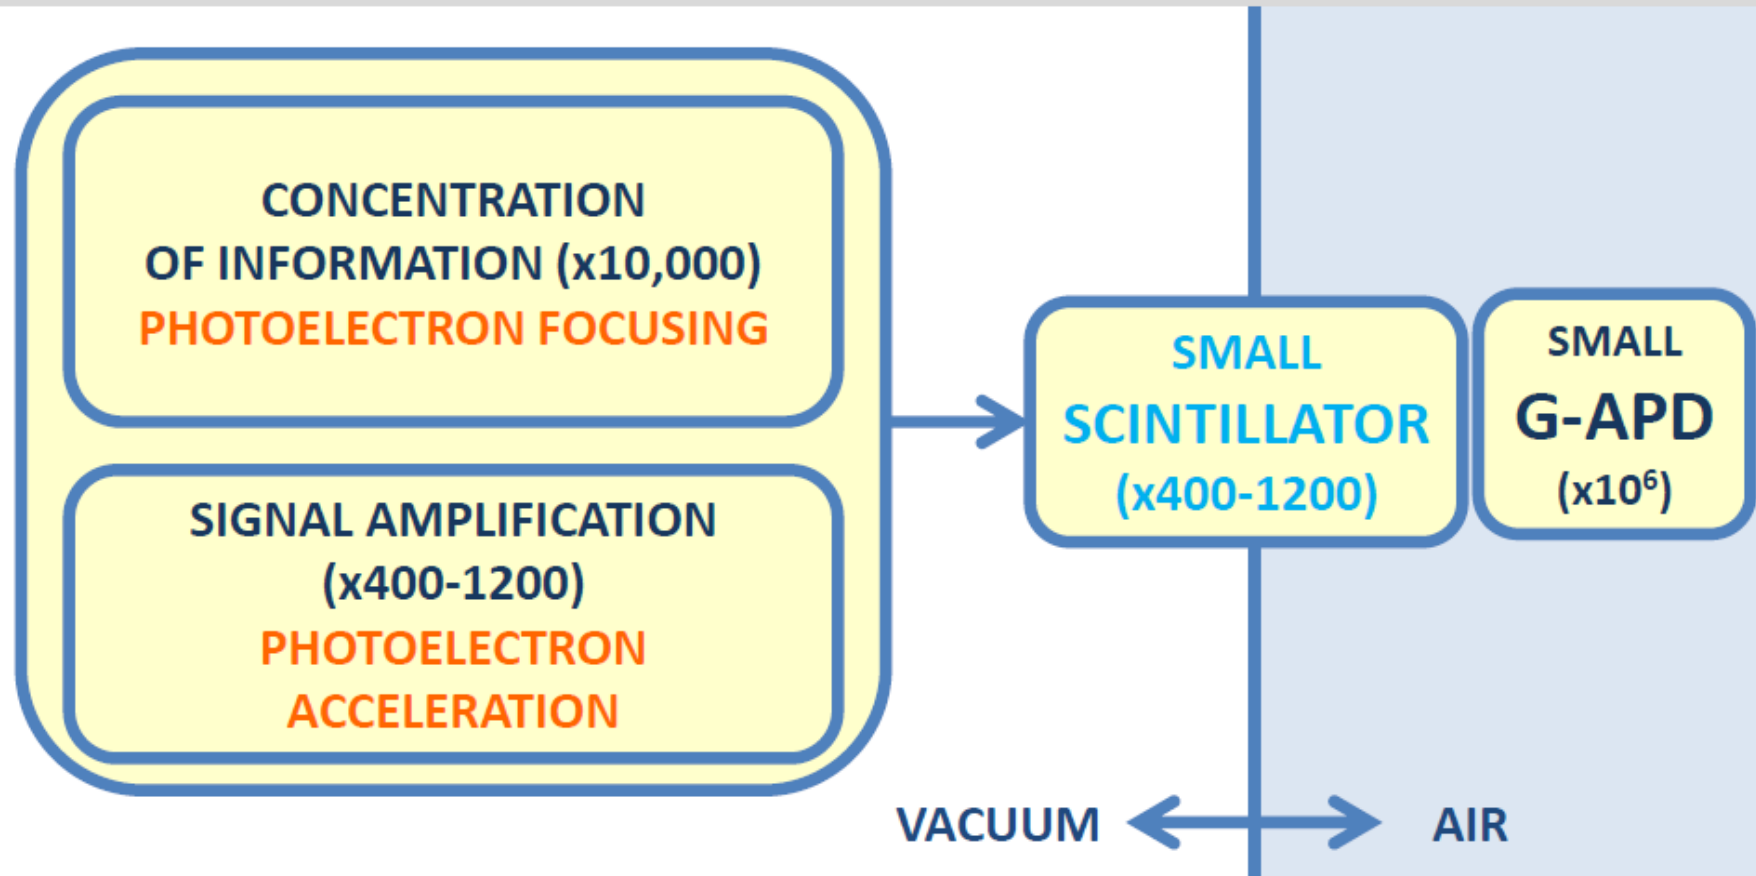 CONCENTRATION
OF INFORMATION (x10,000)
PHOTOELECTRON FOCUSING
SIGNAL AMPLIFICATION
(x400-1200)
PHOTOELECTRON
ACCELERATION
SMALL
SCINTILLATOR
(x400-1200)
SMALL
G-APD
(x10⁶)
VACUUM
AIR